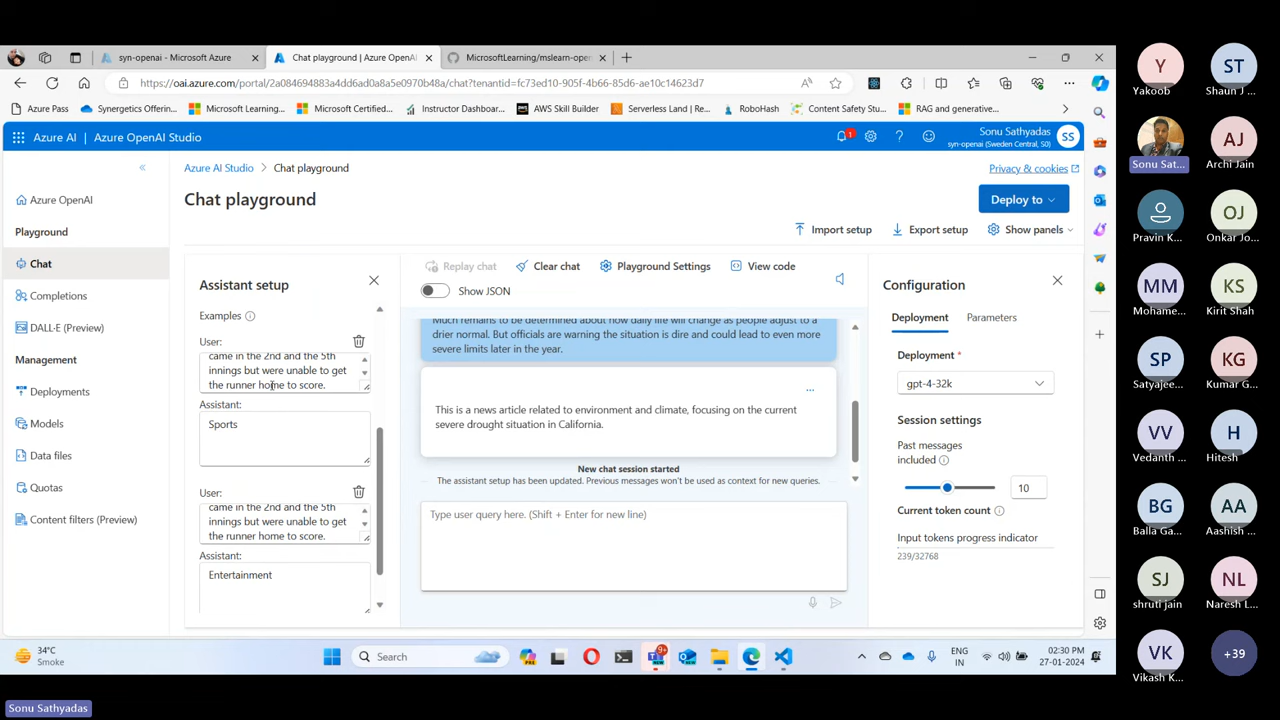 syn-openai - Microsoft Azure
Chat playground | Azure OpenAI
MicrosoftLearning/mslearn-open
https://oai.azure.com/portal/2a084694883a4dd6ad0a8a5e0970b48a/chat?tenantid=fc73ed10-905f-4b66-85d6-ae10c14623d7
Azure Pass
Synergetics Offering...
Microsoft Learning...
Microsoft Certified...
Instructor Dashboar...
AWS Skill Builder
Serverless Land | Re...
RoboHash
Content Safety Stu...
RAG and generative...
Azure AI | Azure OpenAI Studio
1
Sonu Sathyadas
syn-openai (Sweden Central, S0)
SS
Azure AI Studio > Chat playground
Privacy & cookies
Chat playground
Deploy to
Import setup
Export setup
Show panels
Azure OpenAI
Playground
Chat
Completions
DALL·E (Preview)
Management
Deployments
Models
Data files
Quotas
Content filters (Preview)
Assistant setup
Examples
User:
came in the 2nd and the 5th
innings but were unable to get
the runner home to score.
Assistant:
Sports
User:
came in the 2nd and the 5th
innings but were unable to get
the runner home to score.
Assistant:
Entertainment
Replay chat
Clear chat
Playground Settings
View code
Show JSON
Much remains to be determined about how daily life will change as people adjust to a
drier normal. But officials are warning the situation is dire and could lead to even more
severe limits later in the year.
This is a news article related to environment and climate, focusing on the current
severe drought situation in California.
New chat session started
The assistant setup has been updated. Previous messages won't be used as context for new queries.
Type user query here. (Shift + Enter for new line)
Configuration
Deployment
Parameters
Deployment *
gpt-4-32k
Session settings
Past messages
included
10
Current token count
Input tokens progress indicator
239/32768
34°C
Smoke
Search
9+
ENG
IN
02:30 PM
27-01-2024
Sonu Sathyadas
Y
Yakoob
ST
Shaun J ...
Sonu Sat...
AJ
Archi Jain
Pravin K...
OJ
Onkar Jo...
MM
Mohame...
KS
Kirit Shah
SP
Satyajee...
KG
Kumar G...
VV
Vedanth ...
H
Hitesh
BG
Balla Ga...
AA
Aashish ...
SJ
shruti jain
NL
Naresh L...
VK
Vikash K...
+39